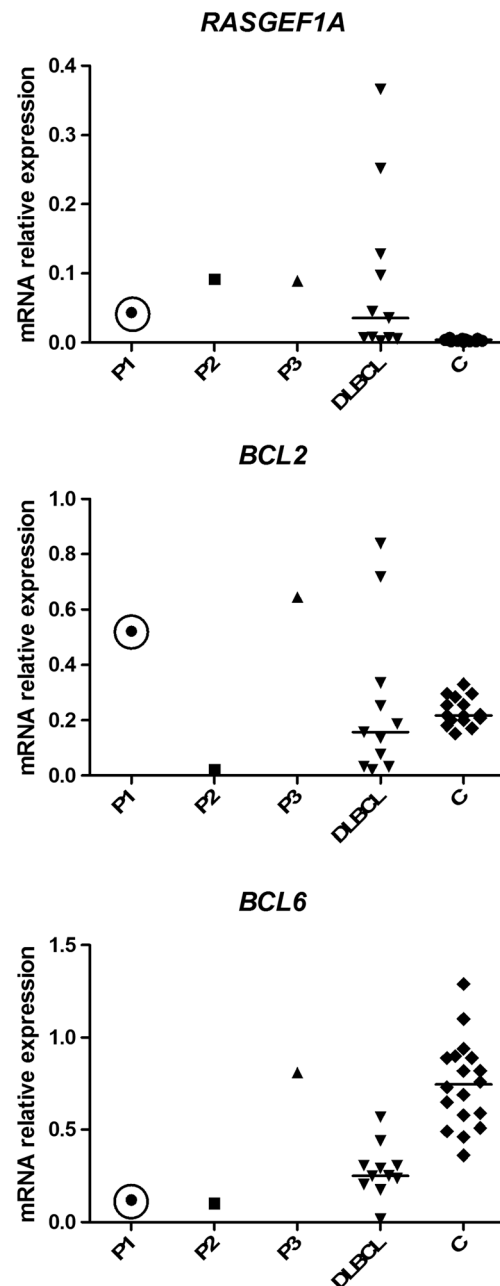 RASGEF1A
mRNA relative expression
0.4
0.3
0.2
0.1
0.0
P1 P2 P3 DLBCL C
BCL2
mRNA relative expression
1.0
0.8
0.6
0.4
0.2
0.0
P1 P2 P3 DLBCL C
BCL6
mRNA relative expression
1.5
1.0
0.5
0.0
P1 P2 P3 DLBCL C